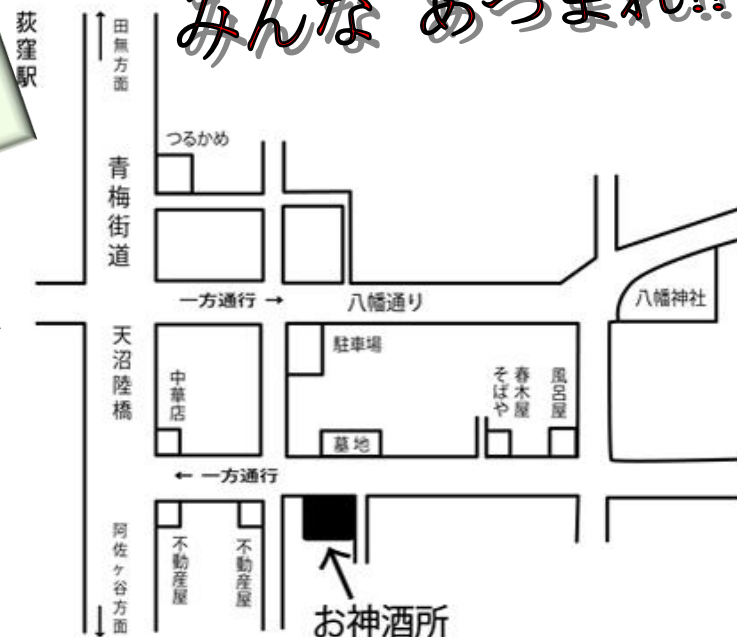 みんな あつまれ!!
荻窪駅
田無方面
つるかめ
青梅街道
一方通行 →
八幡通り
八幡神社
天沼陸橋
駐車場
中華店
春木屋
そばや
風呂屋
墓地
← 一方通行
阿佐ヶ谷方面
不動産屋
不動産屋
お神酒所